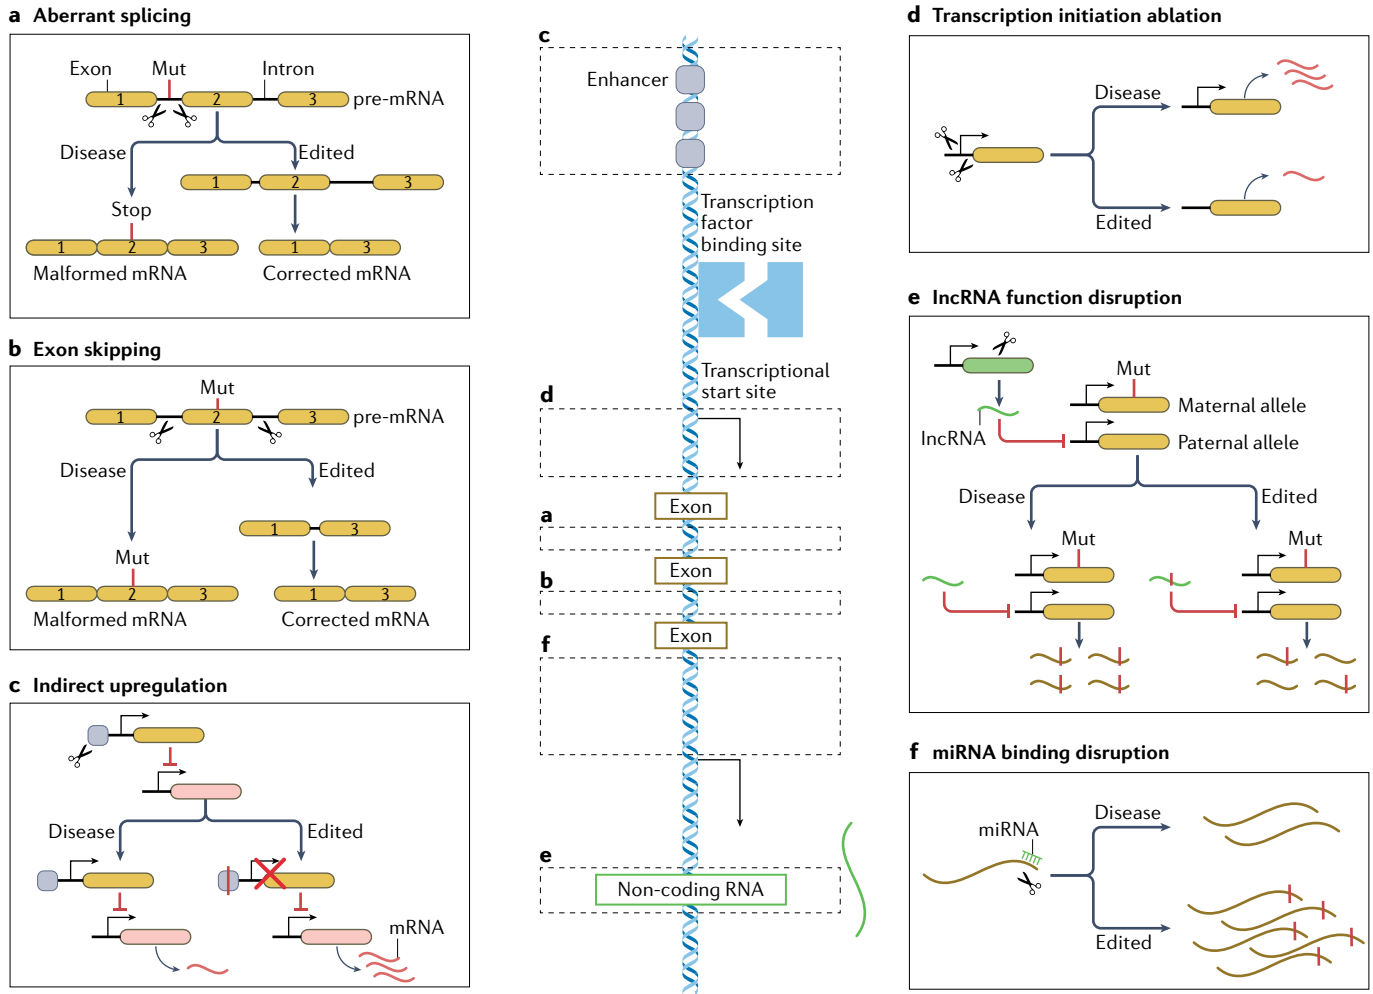 a Aberrant splicing
Exon Mut Intron
1 2 3 pre-mRNA
Disease Edited
1 2 3
Stop
1 2 3 1 3
Malformed mRNA Corrected mRNA
b Exon skipping
Mut
1 2 3 pre-mRNA
Disease Edited
1 3
Mut
1 2 3 1 3
Malformed mRNA Corrected mRNA
c Indirect upregulation
Disease Edited
mRNA
c
Enhancer
Transcription
factor
binding site
Transcriptional
start site
d
Exon
a
Exon
b
Exon
f
e
Non-coding RNA
d Transcription initiation ablation
Disease
Edited
e lncRNA function disruption
Mut
Maternal allele
lncRNA
Paternal allele
Disease Edited
Mut Mut
f miRNA binding disruption
Disease
miRNA
Edited